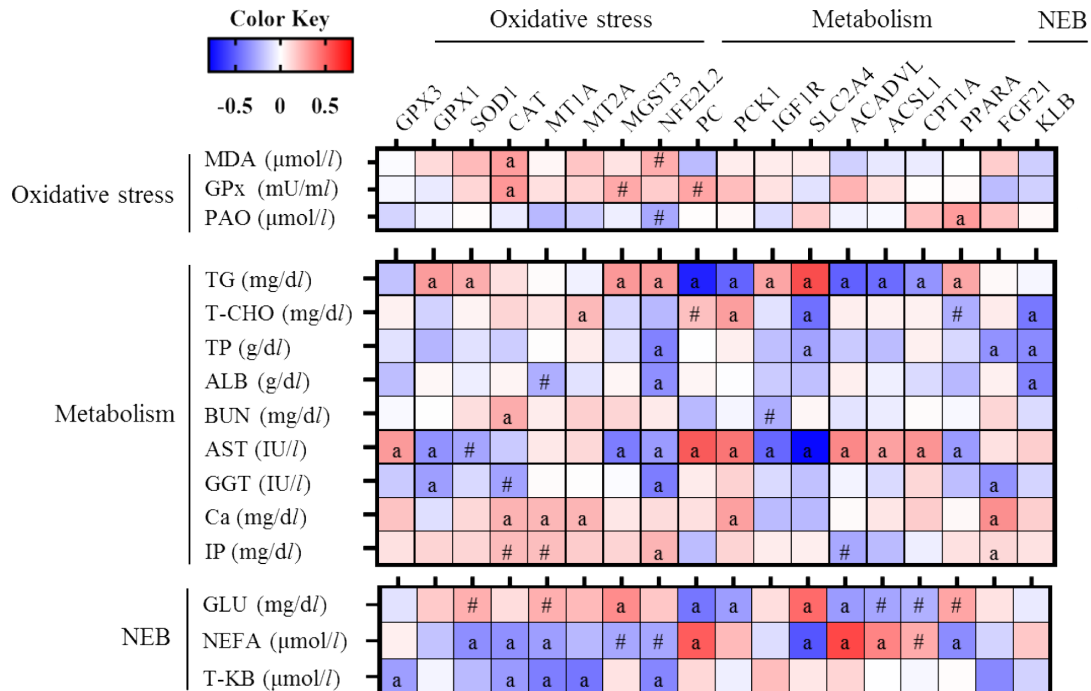 Color Key
-0.5 0 0.5
Oxidative stress Metabolism NEB
GPX3 GPX1 SOD1 CAT MT1A MT2A MGST3 NFE2L2 PC PCK1 IGF1R SLC2A4 ACADVL ACSL1 CPT1A PPARA FGF21 KLB
Oxidative stress
MDA (μmol/l) a #
GPx (mU/ml) a # #
PAO (μmol/l) # a
Metabolism
TG (mg/dl) a a a a a a a a a a a a
T-CHO (mg/dl) a # a a # a
TP (g/dl) a a a a
ALB (g/dl) # a a
BUN (mg/dl) a #
AST (IU/l) a a # a a a a a a a a a a
GGT (IU/l) a # a a
Ca (mg/dl) a a a a a
IP (mg/dl) # # a # a
NEB
GLU (mg/dl) # # a a a a a # # #
NEFA (μmol/l) a a a # # a a a a # a
T-KB (μmol/l) a a a a a